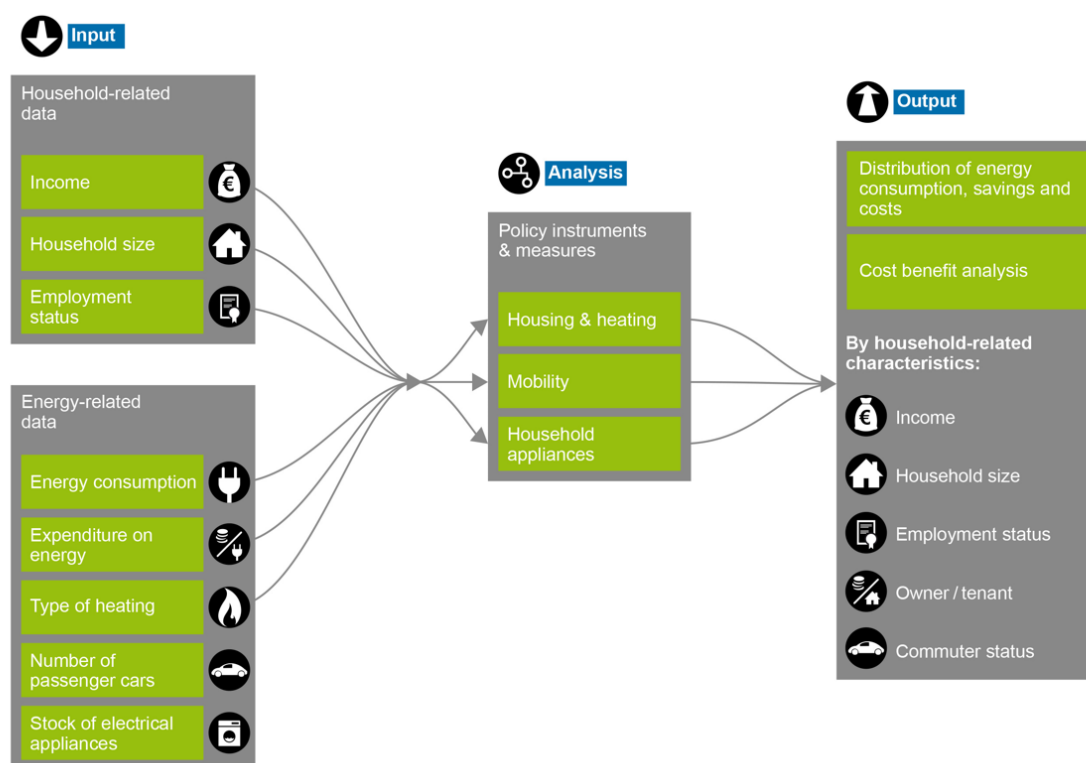 Input
Household-related
data
Income
€
Household size
Employment
status
Energy-related
data
Energy consumption
Expenditure on
energy
Type of heating
Number of
passenger cars
Stock of electrical
appliances
Analysis
Policy instruments
& measures
Housing & heating
Mobility
Household
appliances
Output
Distribution of energy
consumption, savings and
costs
Cost benefit analysis
By household-related
characteristics:
€
Income
Household size
Employment status
Owner / tenant
Commuter status